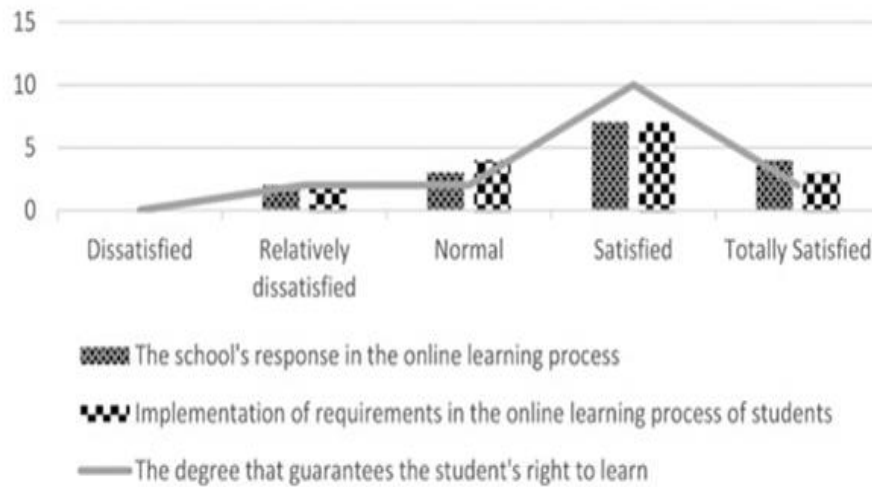 15
10
5
0
Dissatisfied
Relatively
dissatisfied
Normal
Satisfied
Totally Satisfied
The school's response in the online learning process
Implementation of requirements in the online learning process of students
The degree that guarantees the student's right to learn